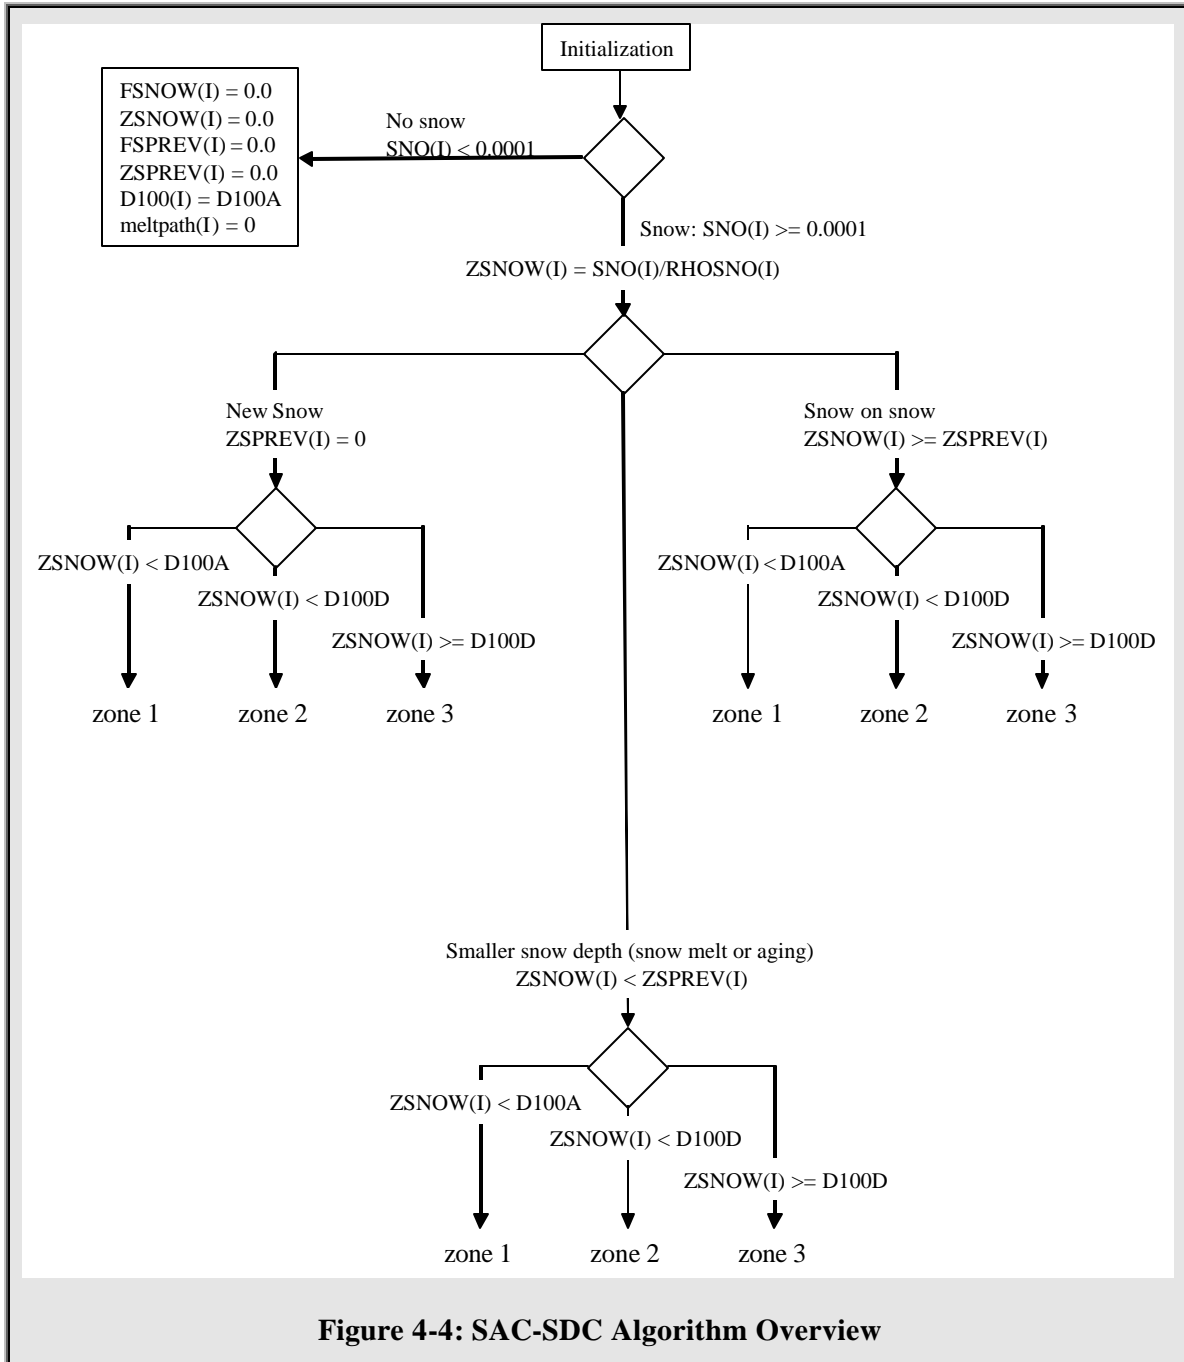 Initialization
FSNOW(I) = 0.0
ZSNOW(I) = 0.0
FSPREV(I) = 0.0
ZSPREV(I) = 0.0
D100(I) = D100A
meltpath(I) = 0
No snow
SNO(I) < 0.0001
Snow: SNO(I) >= 0.0001
ZSNOW(I) = SNO(I)/RHOSNO(I)
New Snow
ZSPREV(I) = 0
Snow on snow
ZSNOW(I) >= ZSPREV(I)
ZSNOW(I) < D100A
ZSNOW(I) < D100D
ZSNOW(I) >= D100D
zone 1
zone 2
zone 3
ZSNOW(I) < D100A
ZSNOW(I) < D100D
ZSNOW(I) >= D100D
zone 1
zone 2
zone 3
Smaller snow depth (snow melt or aging)
ZSNOW(I) < ZSPREV(I)
ZSNOW(I) < D100A
ZSNOW(I) < D100D
ZSNOW(I) >= D100D
zone 1
zone 2
zone 3
Figure 4-4: SAC-SDC Algorithm Overview